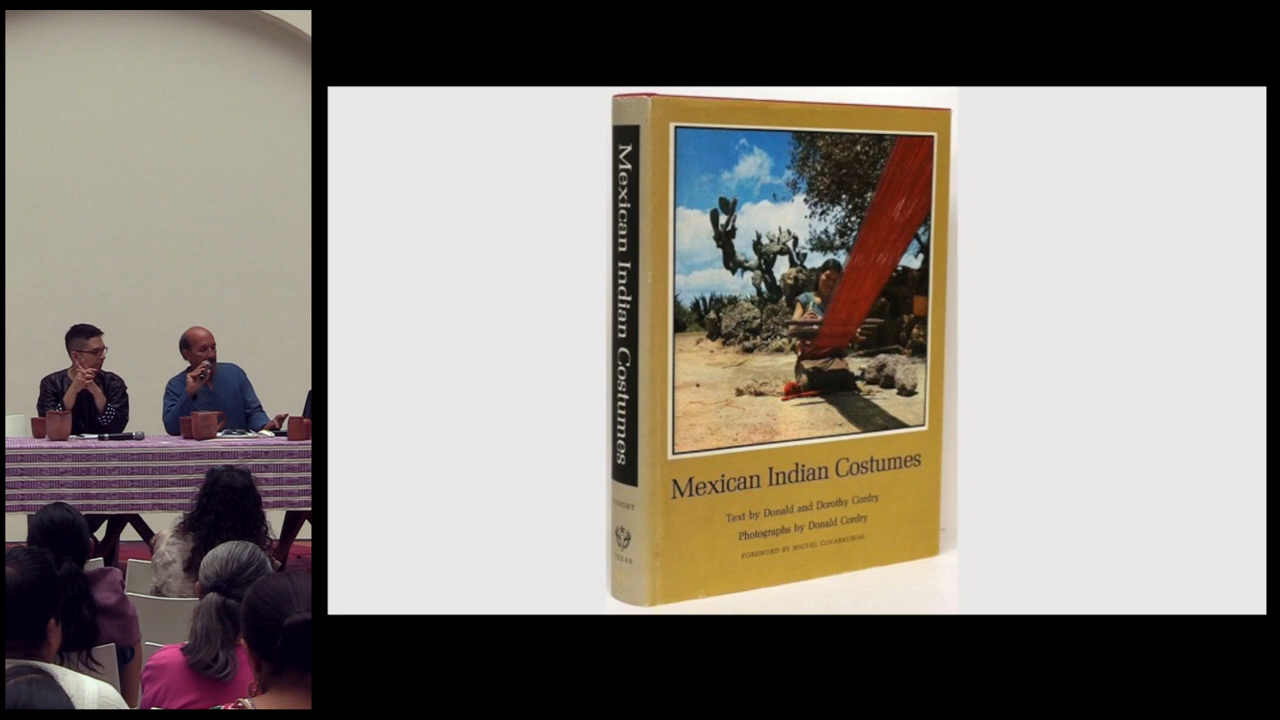 Mexican Indian Costumes
CORDRY
TEXAS
Mexican Indian Costumes
Text by Donald and Dorothy Cordry
Photographs by Donald Cordry
FOREWORD BY MIGUEL COVARRUBIAS